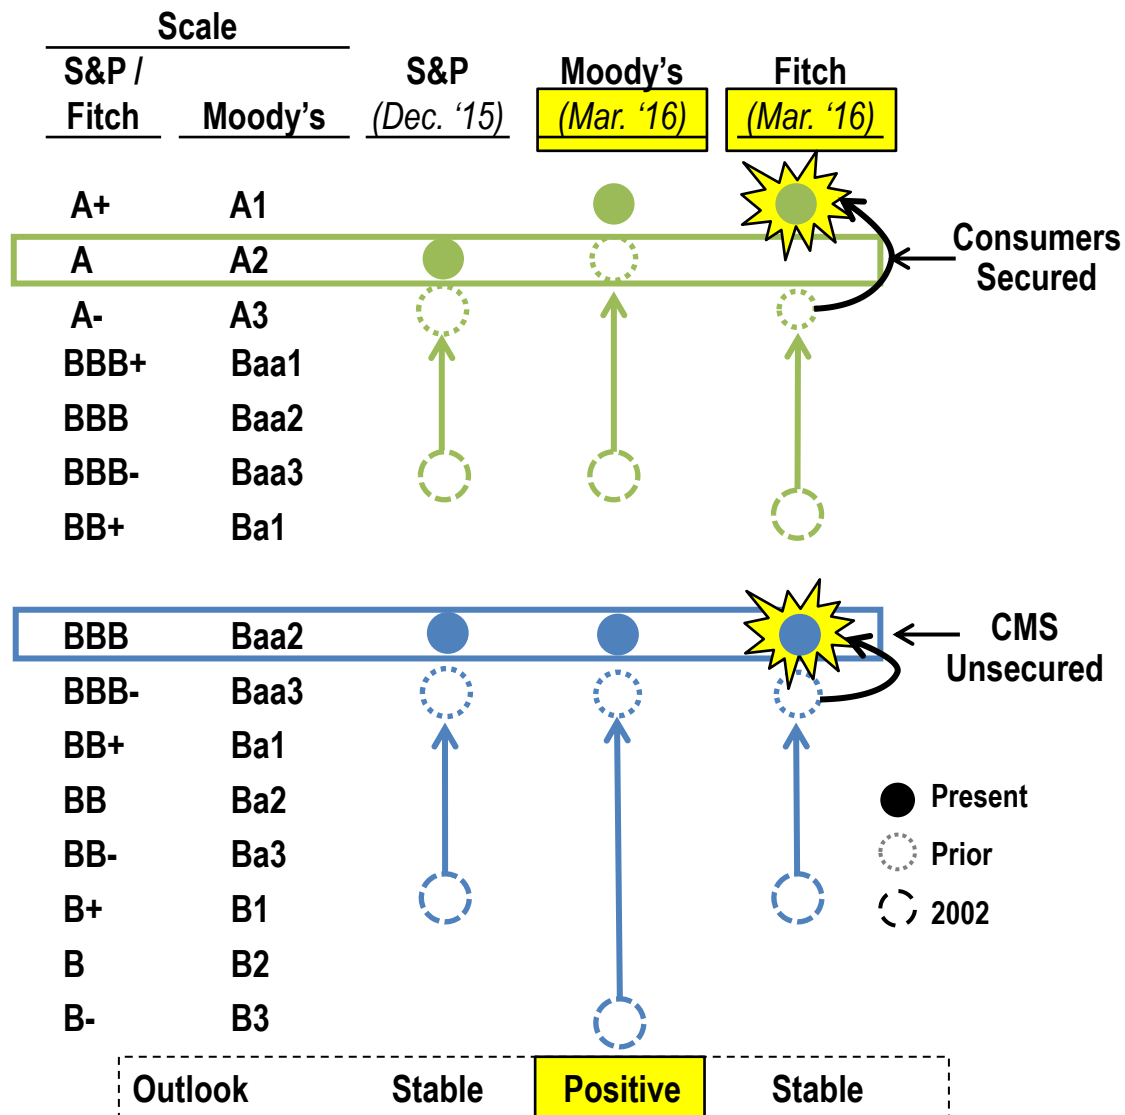 Scale
S&P / S&P Moody’s Fitch
Fitch Moody’s (Dec. ‘15) (Mar. ‘16) (Mar. ‘16)
A+ A1
A A2
Consumers
Secured
A- A3
BBB+ Baa1
BBB Baa2
BBB- Baa3
BB+ Ba1
BBB Baa2
CMS
Unsecured
BBB- Baa3
BB+ Ba1
BB Ba2
Present
BB- Ba3
Prior
B+ B1
2002
B B2
B- B3
Outlook Stable Positive Stable